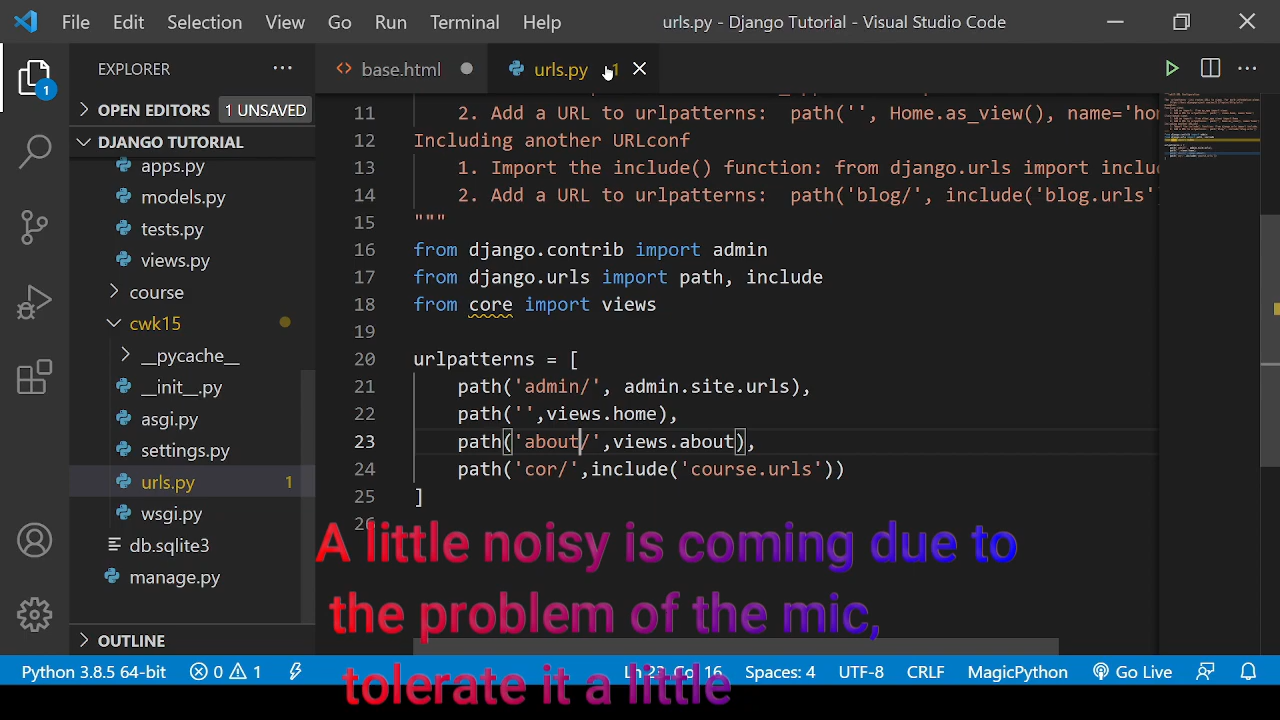 File Edit Selection View Go Run Terminal Help urls.py - Django Tutorial - Visual Studio Code
EXPLORER
base.html
urls.py 1
OPEN EDITORS 1 UNSAVED
DJANGO TUTORIAL
apps.py
models.py
tests.py
views.py
course
cwk15
__pycache__
__init__.py
asgi.py
settings.py
urls.py 1
wsgi.py
db.sqlite3
manage.py
OUTLINE
1
11 2. Add a URL to urlpatterns: path('', Home.as_view(), name='ho
12 Including another URLconf
13 1. Import the include() function: from django.urls import inclu
14 2. Add a URL to urlpatterns: path('blog/', include('blog.urls'
15 """
16 from django.contrib import admin
17 from django.urls import path, include
18 from core import views
19
20 urlpatterns = [
21 path('admin/', admin.site.urls),
22 path('',views.home),
23 path('about/',views.about),
24 path('cor/',include('course.urls'))
25 ]
26
A little noisy is coming due to
the problem of the mic,
tolerate it a little
Python 3.8.5 64-bit 0 1 Spaces: 4 UTF-8 CRLF MagicPython Go Live